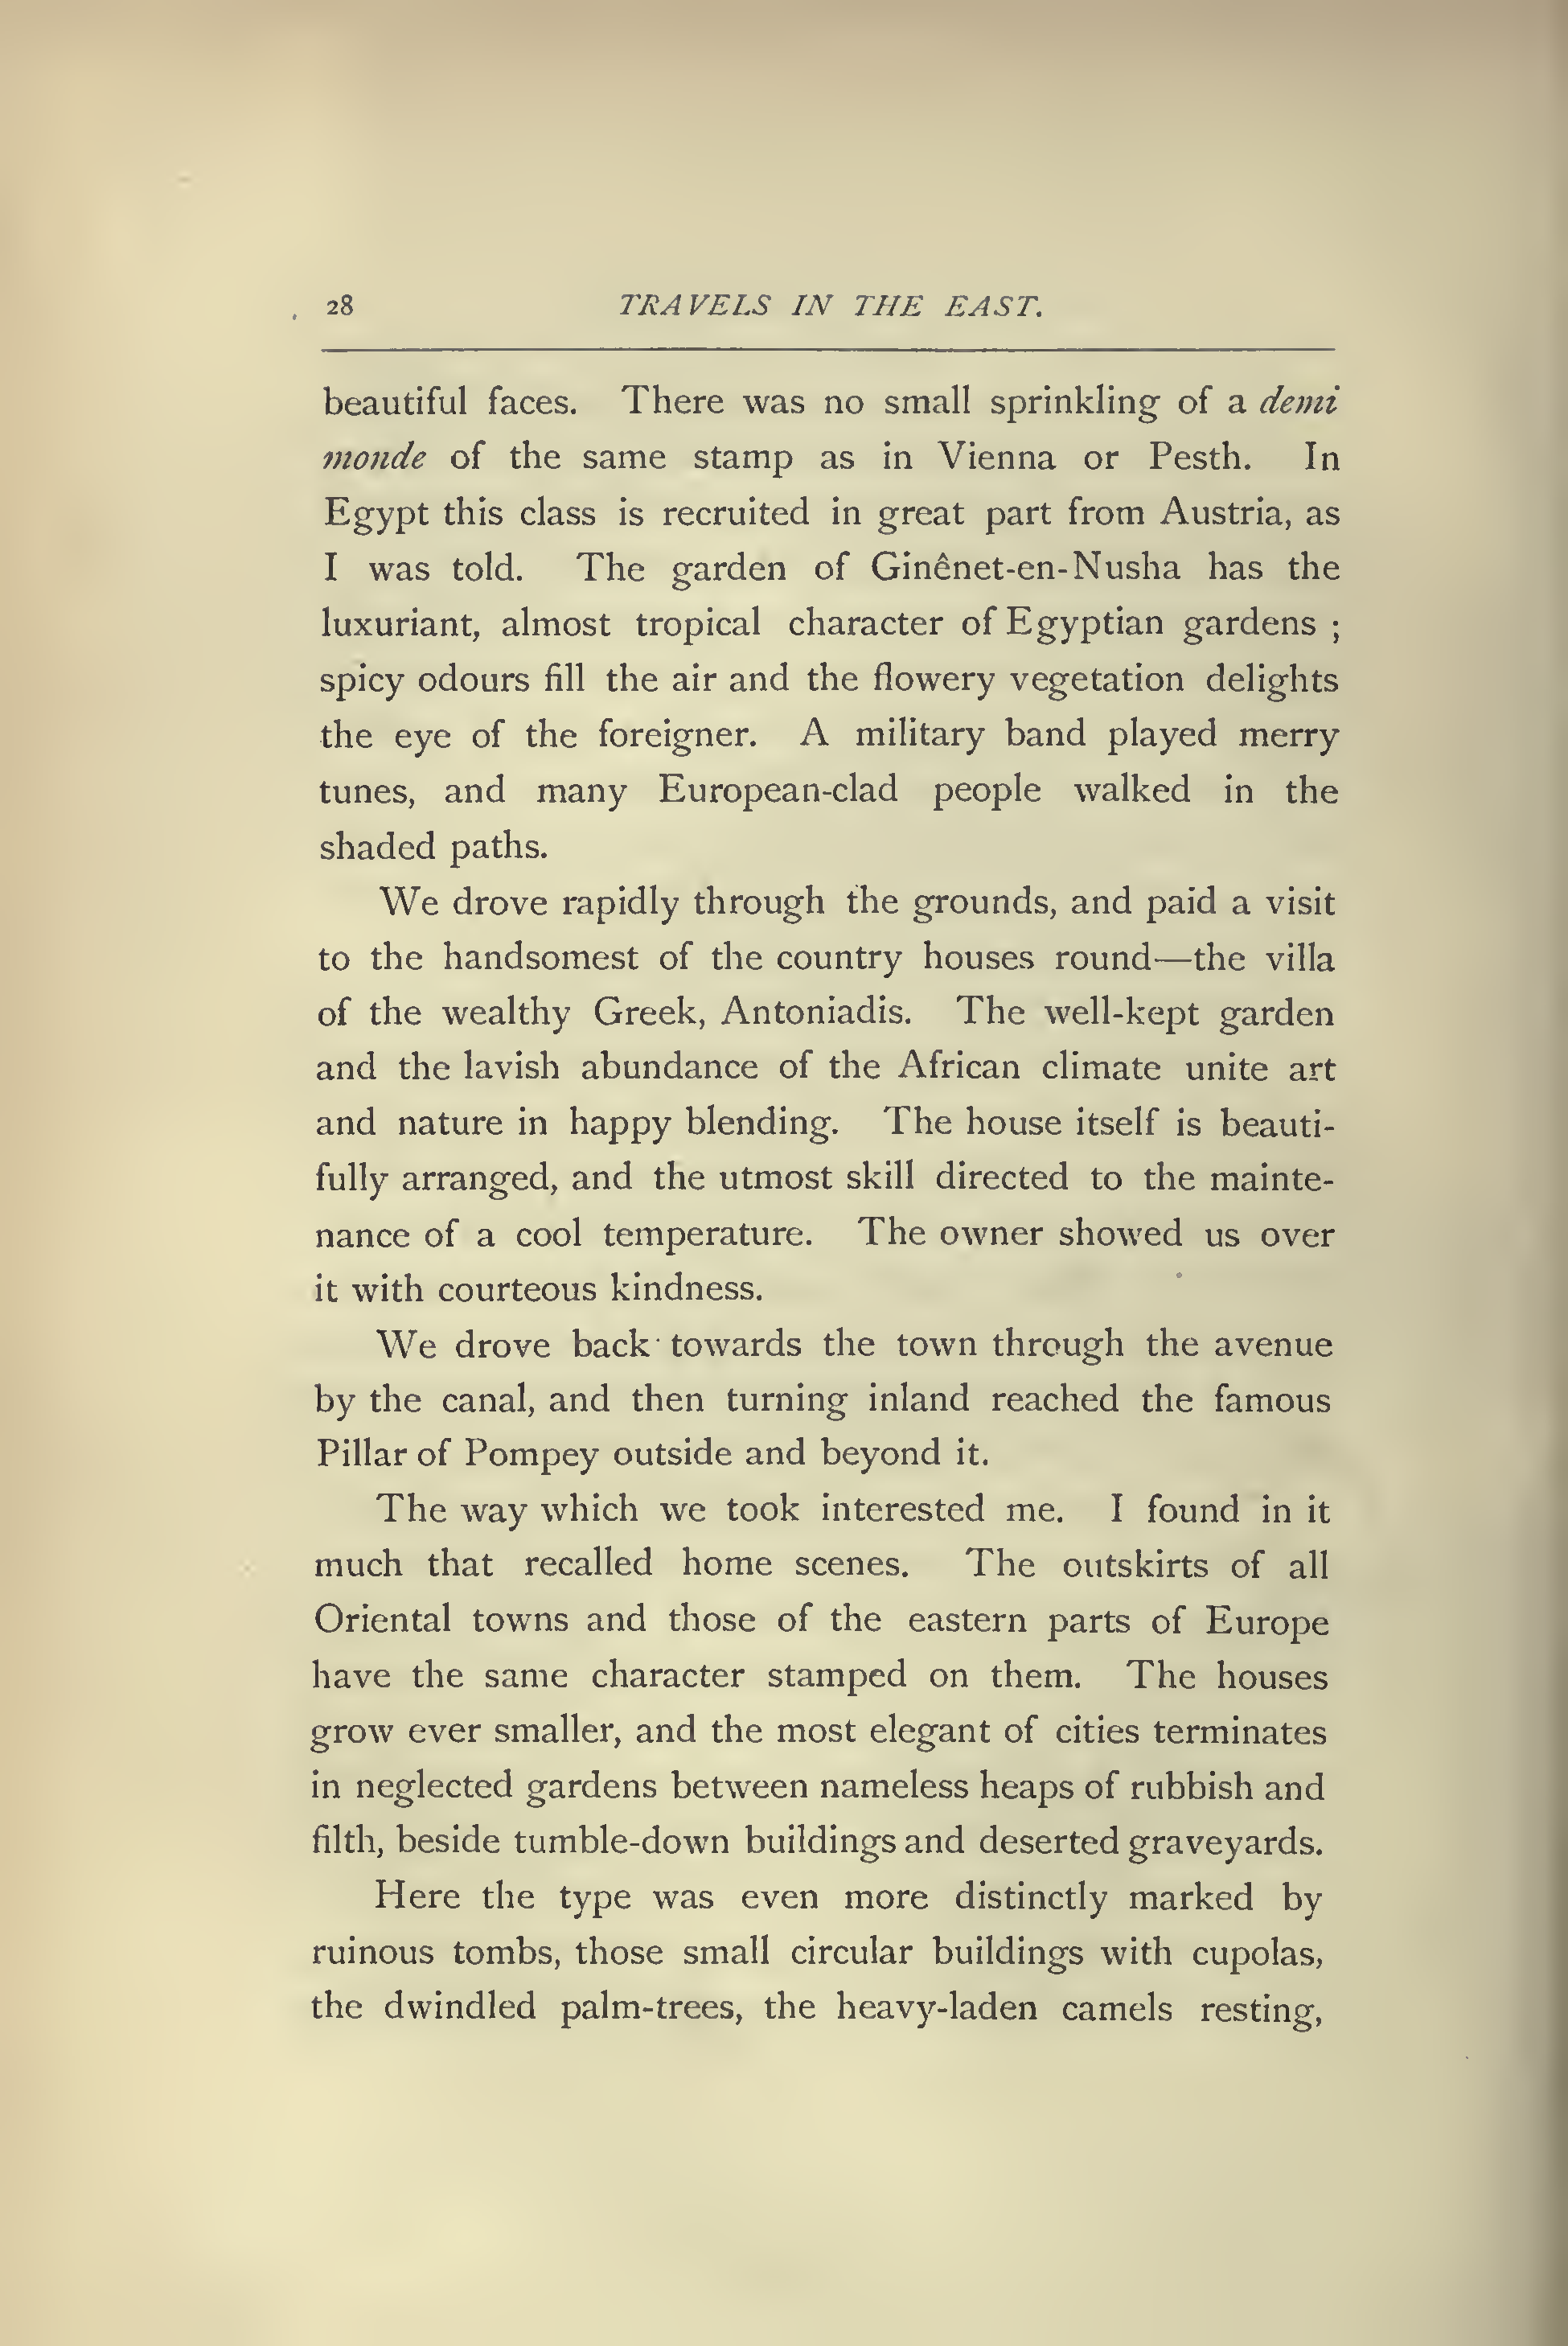 28 TRAVELS IN THE EAST.
beautiful faces. There was no small sprinkling of a demi
monde of the same stamp as in Vienna or Pesth. In
Egypt this class is recruited in great part from Austria, as
I was told. The garden of Ginênet-en-Nusha has the
luxuriant, almost tropical character of Egyptian gardens ;
spicy odours fill the air and the flowery vegetation delights
the eye of the foreigner. A military band played merry
tunes, and many European-clad people walked in the
shaded paths.
We drove rapidly through the grounds, and paid a visit
to the handsomest of the country houses round—the villa
of the wealthy Greek, Antoniadis. The well-kept garden
and the lavish abundance of the African climate unite art
and nature in happy blending. The house itself is beauti-
fully arranged, and the utmost skill directed to the mainte-
nance of a cool temperature. The owner showed us over
it with courteous kindness.
We drove back towards the town through the avenue
by the canal, and then turning inland reached the famous
Pillar of Pompey outside and beyond it.
The way which we took interested me. I found in it
much that recalled home scenes. The outskirts of all
Oriental towns and those of the eastern parts of Europe
have the same character stamped on them. The houses
grow ever smaller, and the most elegant of cities terminates
in neglected gardens between nameless heaps of rubbish and
filth, beside tumble-down buildings and deserted graveyards.
Here the type was even more distinctly marked by
ruinous tombs, those small circular buildings with cupolas,
the dwindled palm-trees, the heavy-laden camels resting,